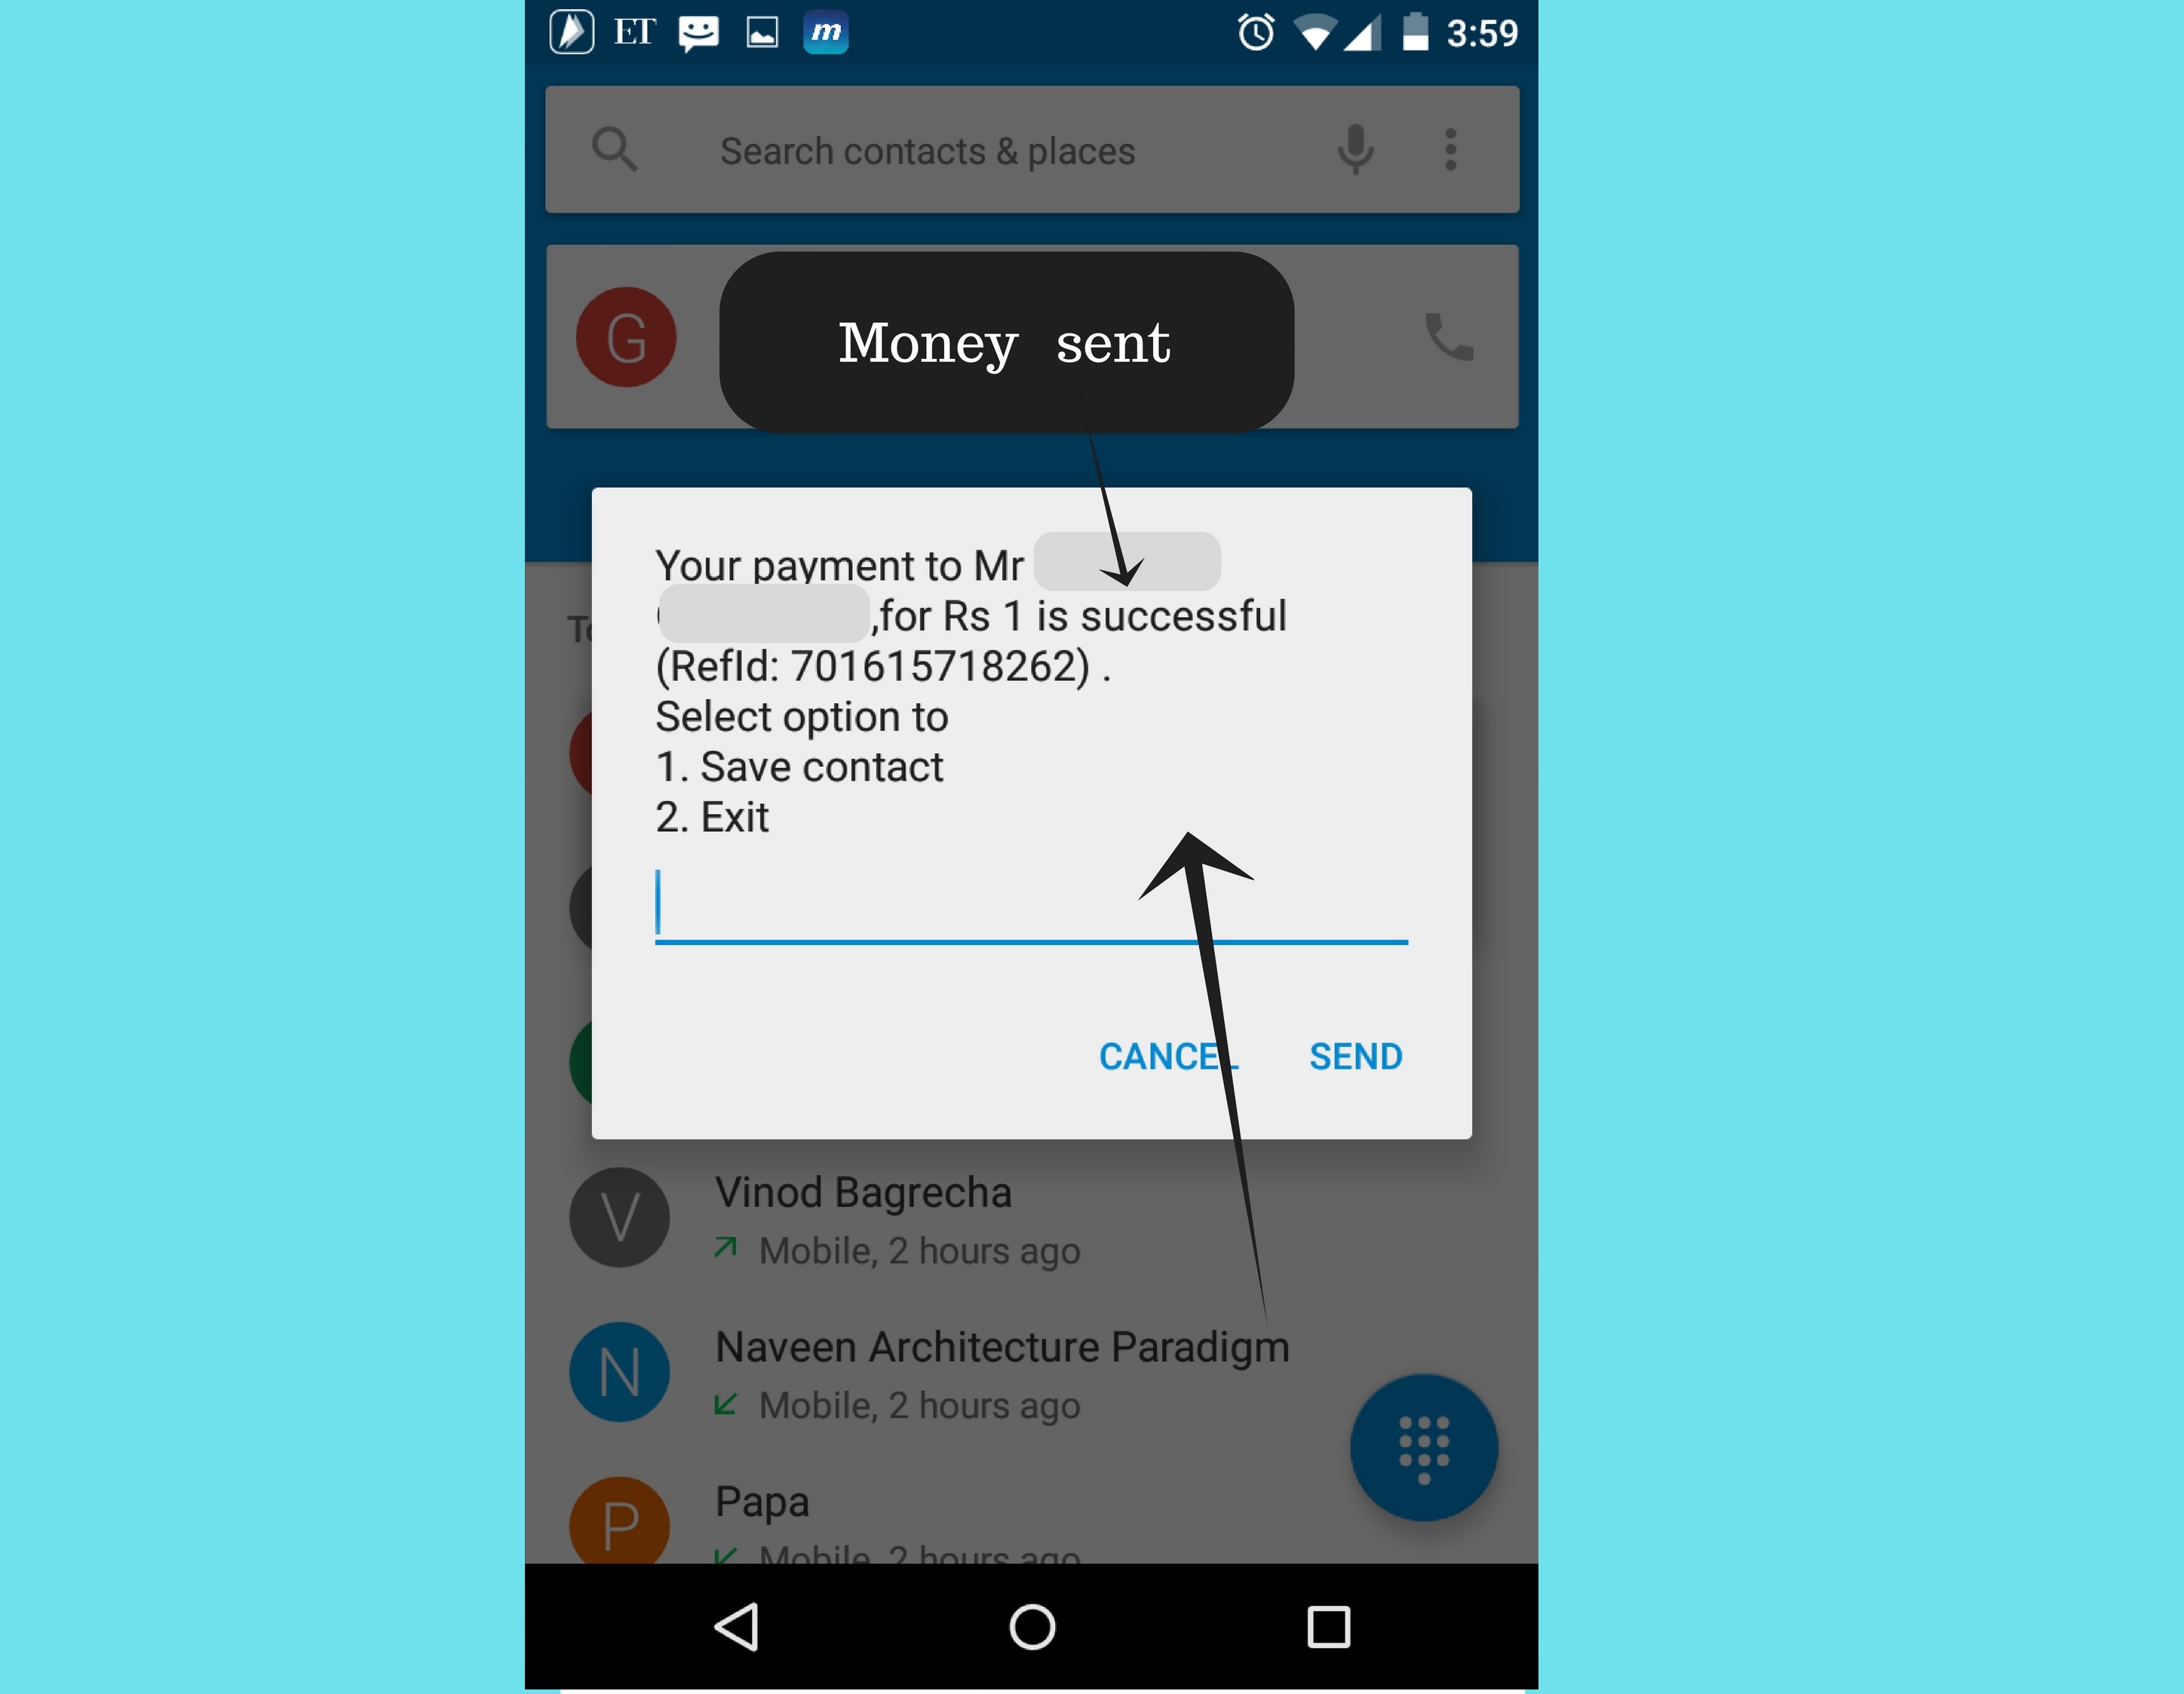 ET m 3:59
Search contacts & places
G
Money sent
Your payment to Mr
,for Rs 1 is successful
(RefId: 701615718262) .
Select option to
1. Save contact
2. Exit
CANCEL SEND
V Vinod Bagrecha
Mobile, 2 hours ago
N Naveen Architecture Paradigm
Mobile, 2 hours ago
P Papa
Mobile, 2 hours ago